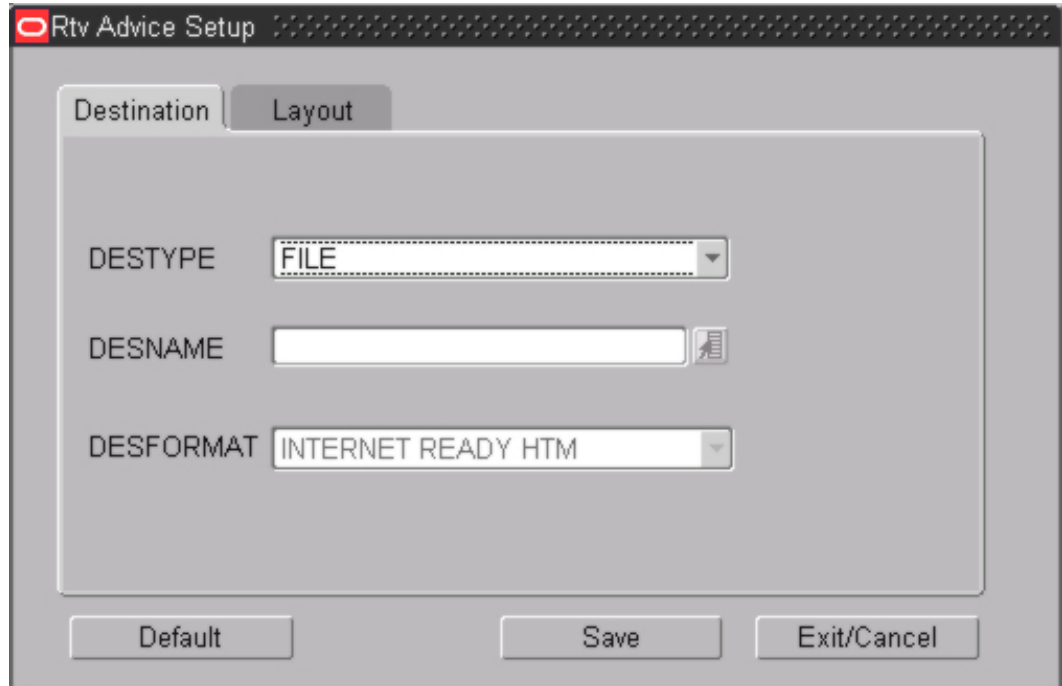 Rtv Advice Setup
Destination Layout
DESTYPE FILE
DESNAME
DESFORMAT INTERNET READY HTM
Default Save Exit/Cancel